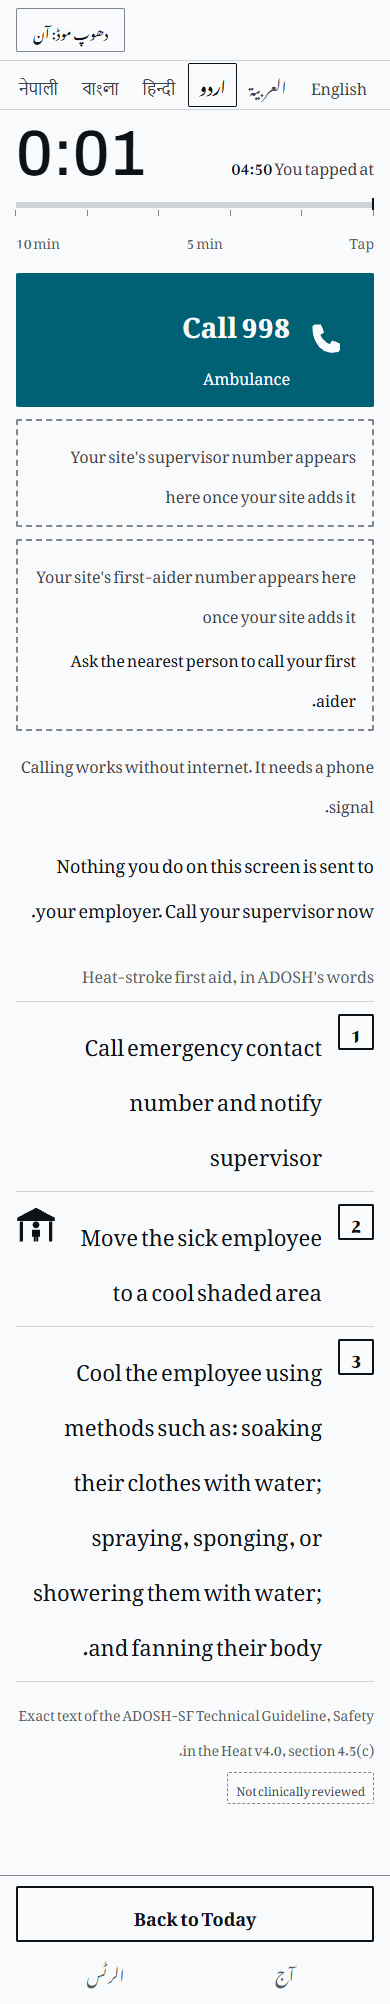 دھوپ موڈ: آن
नेपाली বাংলা हिन्दी اردو العربية English
0:01
04:50 You tapped at
10 min 5 min Tap
Call 998
Ambulance
Your site's supervisor number appears
here once your site adds it
Your site's first-aider number appears here
once your site adds it
Ask the nearest person to call your first
.aider
Calling works without internet. It needs a phone
.signal
Nothing you do on this screen is sent to
.your employer. Call your supervisor now
Heat-stroke first aid, in ADOSH's words
1
Call emergency contact
number and notify
supervisor
2
Move the sick employee
to a cool shaded area
3
Cool the employee using
methods such as: soaking
their clothes with water;
spraying, sponging, or
showering them with water;
.and fanning their body
Exact text of the ADOSH-SF Technical Guideline, Safety
.in the Heat v4.0, section 4.5(c)
Not clinically reviewed
Back to Today
آج
الرٹس